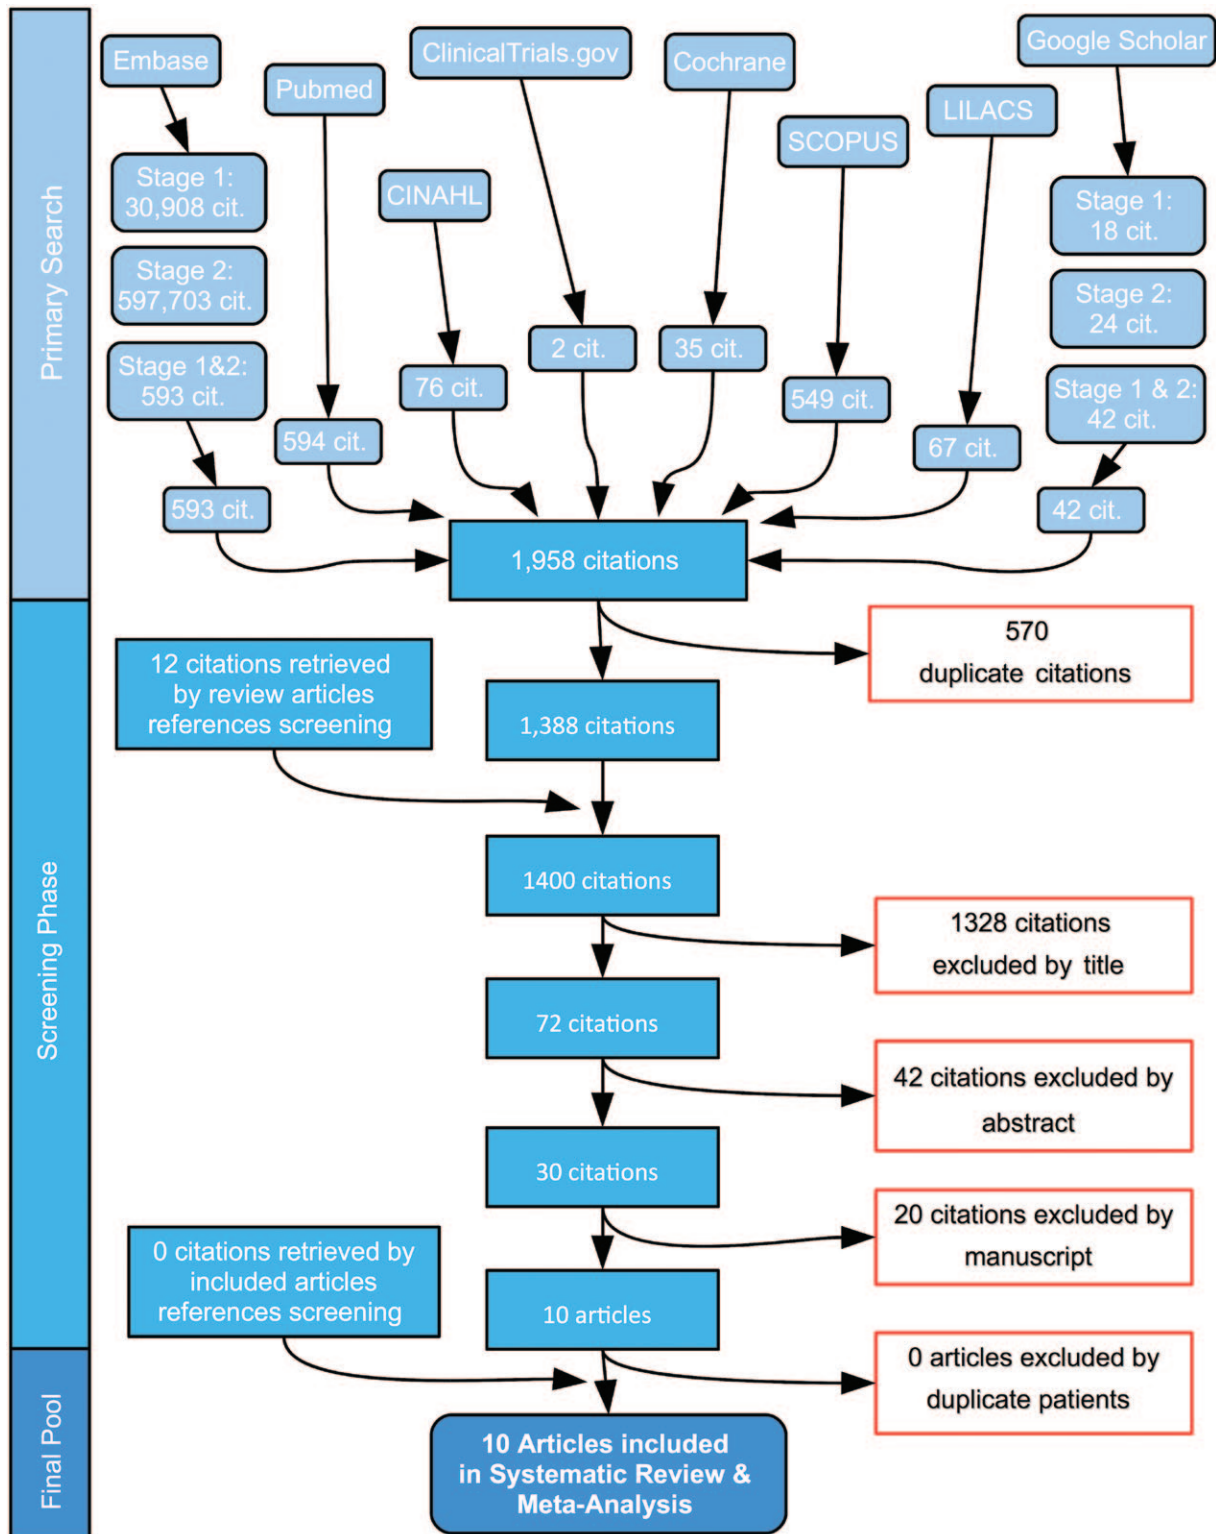 Primary Search
Embase
Pubmed
CINAHL
ClinicalTrials.gov
Cochrane
SCOPUS
LILACS
Google Scholar
Stage 1:
30,908 cit.
Stage 2:
597,703 cit.
Stage 1&2:
593 cit.
593 cit.
594 cit.
76 cit.
2 cit.
35 cit.
549 cit.
67 cit.
Stage 1:
18 cit.
Stage 2:
24 cit.
Stage 1 & 2:
42 cit.
42 cit.
1,958 citations
Screening Phase
570
duplicate citations
12 citations retrieved
by review articles
references screening
1,388 citations
1400 citations
1328 citations
excluded by title
72 citations
42 citations excluded by
abstract
30 citations
20 citations excluded by
manuscript
0 citations retrieved by
included articles
references screening
10 articles
0 articles excluded by
duplicate patients
Final Pool
10 Articles included
in Systematic Review &
Meta-Analysis